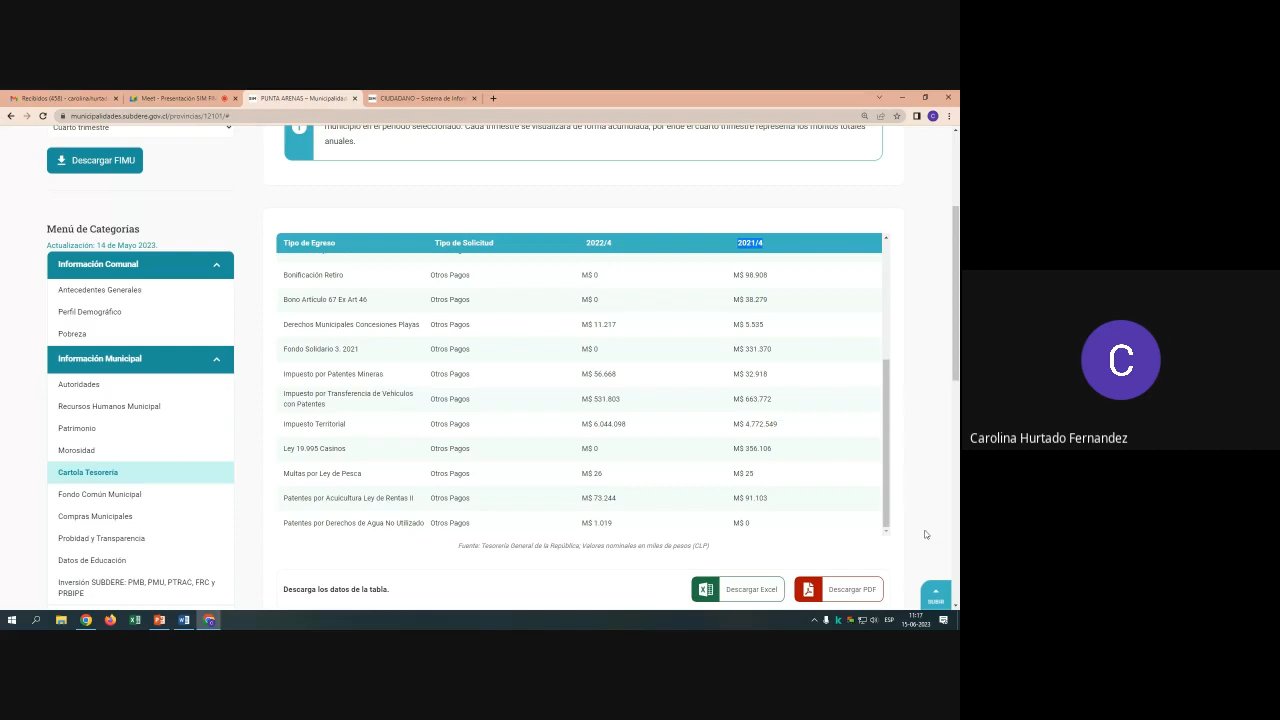 Recibidos (458) - carolina.hurtad
Meet - Presentación SIM FI
PUNTA ARENAS – Municipalidad
CIUDADANO – Sistema de Infor
municipalidades.subdere.gov.cl/provincias/12101/#
Cuarto trimestre
Descargar FIMU
municipio en el periodo seleccionado. Cada trimestre se visualizará de forma acumulada, por ende el cuarto trimestre representa los montos totales
anuales.
Menú de Categorías
Actualización: 14 de Mayo 2023.
Información Comunal
Antecedentes Generales
Perfil Demográfico
Pobreza
Información Municipal
Autoridades
Recursos Humanos Municipal
Patrimonio
Morosidad
Cartola Tesorería
Fondo Común Municipal
Compras Municipales
Probidad y Transparencia
Datos de Educación
Inversión SUBDERE: PMB, PMU, PTRAC, FRC y
PRBIPE
Tipo de Egreso Tipo de Solicitud 2022/4 2021/4
Bonificación Retiro Otros Pagos M$ 0 M$ 98.908
Bono Articulo 67 Ex Art 46 Otros Pagos M$ 0 M$ 38.279
Derechos Municipales Concesiones Playas Otros Pagos M$ 11.217 M$ 5.535
Fondo Solidario 3. 2021 Otros Pagos M$ 0 M$ 331.370
Impuesto por Patentes Mineras Otros Pagos M$ 56.668 M$ 32.918
Impuesto por Transferencia de Vehículos
con Patentes Otros Pagos M$ 531.803 M$ 663.772
Impuesto Territorial Otros Pagos M$ 6.044.098 M$ 4.772.549
Ley 19.995 Casinos Otros Pagos M$ 0 M$ 356.106
Multas por Ley de Pesca Otros Pagos M$ 26 M$ 25
Patentes por Acuicultura Ley de Rentas II Otros Pagos M$ 73.244 M$ 91.103
Patentes por Derechos de Agua No Utilizado Otros Pagos M$ 1.019 M$ 0
Fuente: Tesorería General de la República; Valores nominales en miles de pesos (CLP)
Descarga los datos de la tabla.
Descargar Excel
Descargar PDF
SUBIR
ESP
11:17
15-06-2023
C
Carolina Hurtado Fernandez